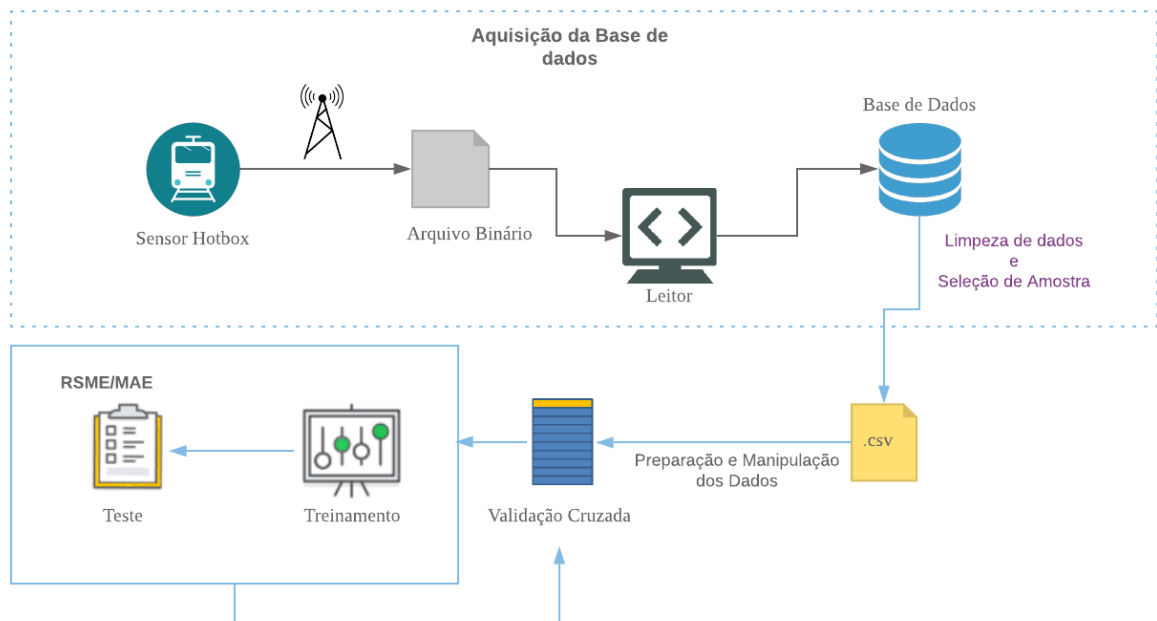 Aquisição da Base de
dados
Base de Dados
Sensor Hotbox
Arquivo Binário
Leitor
Limpeza de dados
e
Seleção de Amostra
RSME/MAE
.csv
Preparação e Manipulação
dos Dados
Teste
Treinamento
Validação Cruzada